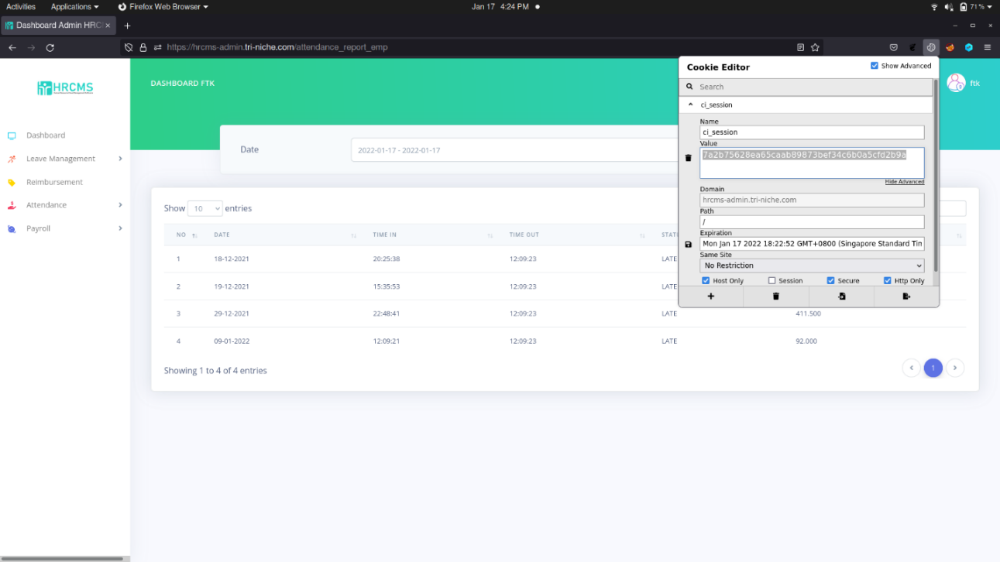 Activities Applications Firefox Web Browser Jan 17 4:24 PM 71 %
Dashboard Admin HRC
https://hrcms-admin.tri-niche.com/attendance_report_emp
HRCMS
DASHBOARD FTK
ftk
Dashboard
Leave Management
Reimbursement
Attendance
Payroll
Date 2022-01-17 - 2022-01-17
Show 10 entries
NO DATE TIME IN TIME OUT STAT
1 18-12-2021 20:25:38 12:09:23 LATE
2 19-12-2021 15:35:53 12:09:23 LATE
3 29-12-2021 22:48:41 12:09:23 LATE 411.500
4 09-01-2022 12:09:21 12:09:23 LATE 92.000
Showing 1 to 4 of 4 entries
1
Cookie Editor Show Advanced
Search
ci_session
Name
ci_session
Value
7a2b75628ea65caab89873bef34c6b0a5cfd2b9a
Hide Advanced
Domain
hrcms-admin.tri-niche.com
Path
/
Expiration
Mon Jan 17 2022 18:22:52 GMT+0800 (Singapore Standard Tim
Same Site
No Restriction
Host Only Session Secure Http Only